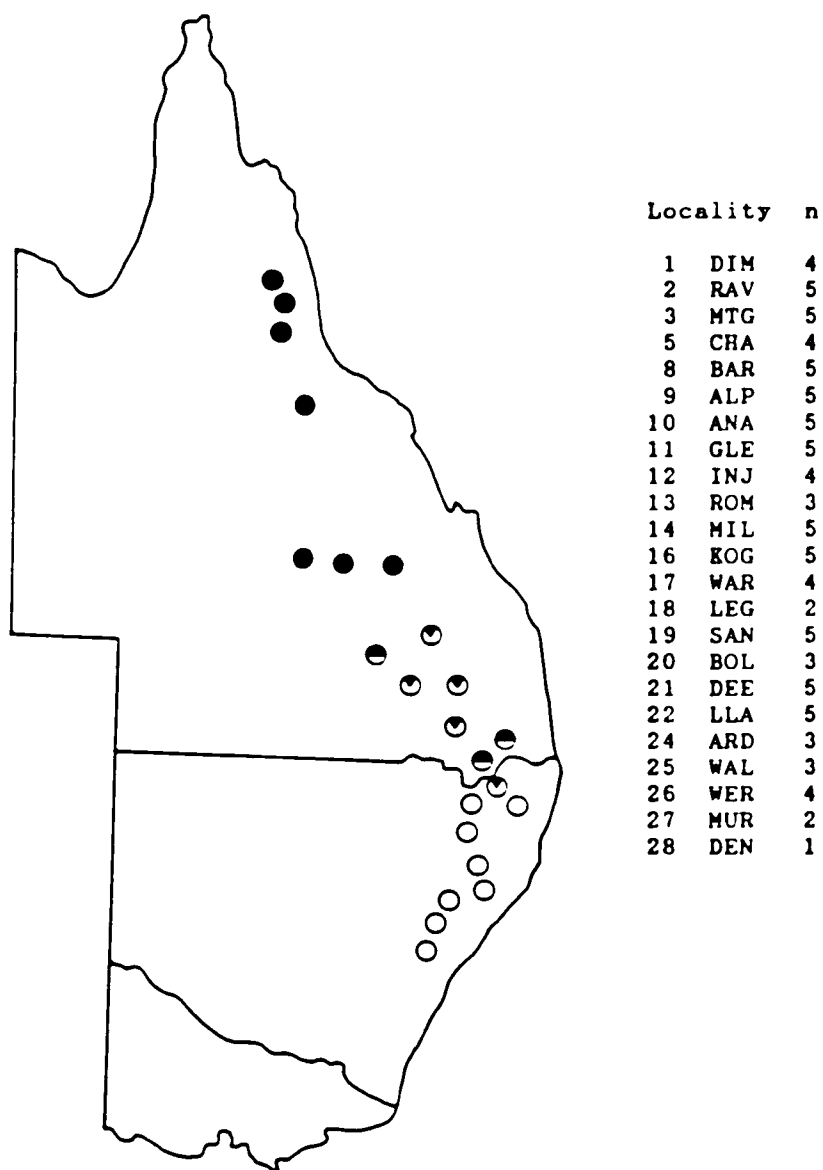 Locality n
1 DIM 4
2 RAV 5
3 MTG 5
5 CHA 4
8 BAR 5
9 ALP 5
10 ANA 5
11 GLE 5
12 INJ 4
13 ROM 3
14 MIL 5
16 KOG 5
17 WAR 4
18 LEG 2
19 SAN 5
20 BOL 3
21 DEE 5
22 LLA 5
24 ARD 3
25 WAL 3
26 WER 4
27 MUR 2
28 DEN 1